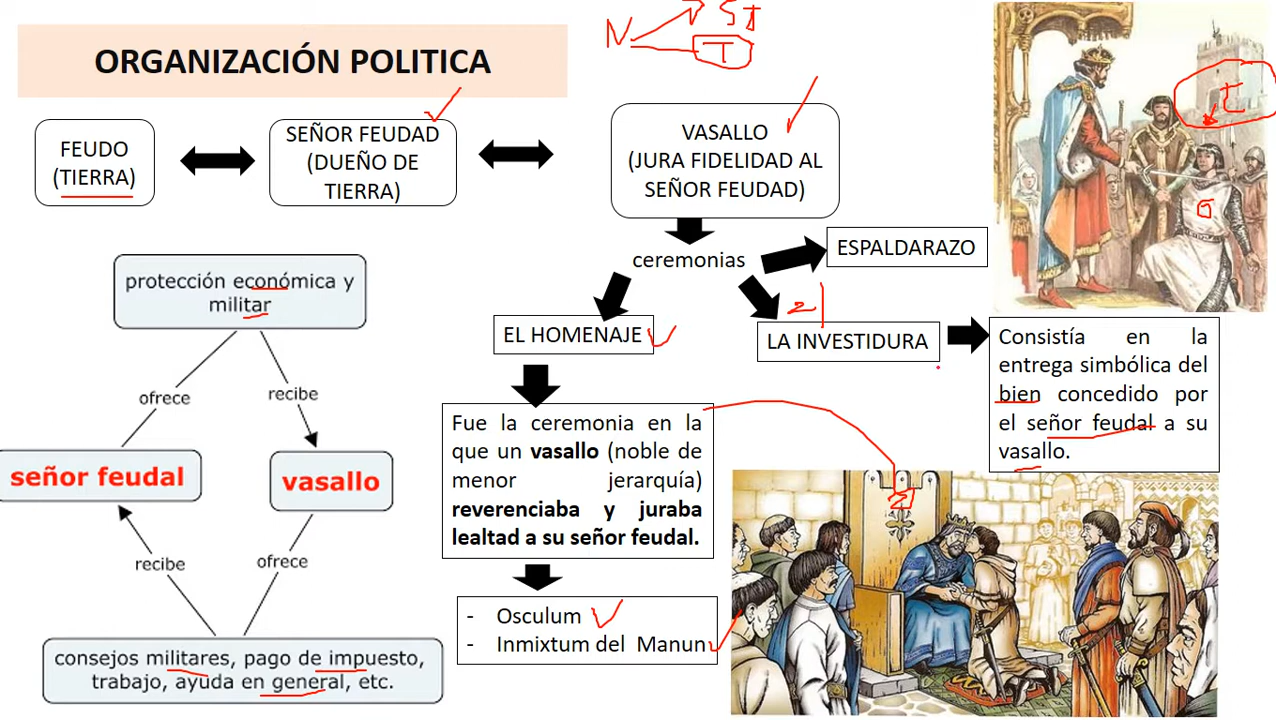 ORGANIZACIÓN POLITICA
N
T
FEUDO
(TIERRA)
SEÑOR FEUDAD
(DUEÑO DE
TIERRA)
VASALLO
(JURA FIDELIDAD AL
SEÑOR FEUDAD)
ceremonias
ESPALDARAZO
EL HOMENAJE
LA INVESTIDURA
Consistía en la
entrega simbólica del
bien concedido por
el señor feudal a su
vasallo.
Fue la ceremonia en la
que un vasallo (noble de
menor jerarquía)
reverenciaba y juraba
lealtad a su señor feudal.
- Osculum
- Inmixtum del Manun
protección económica y
militar
ofrece
recibe
señor feudal
vasallo
recibe
ofrece
consejos militares, pago de impuesto,
trabajo, ayuda en general, etc.